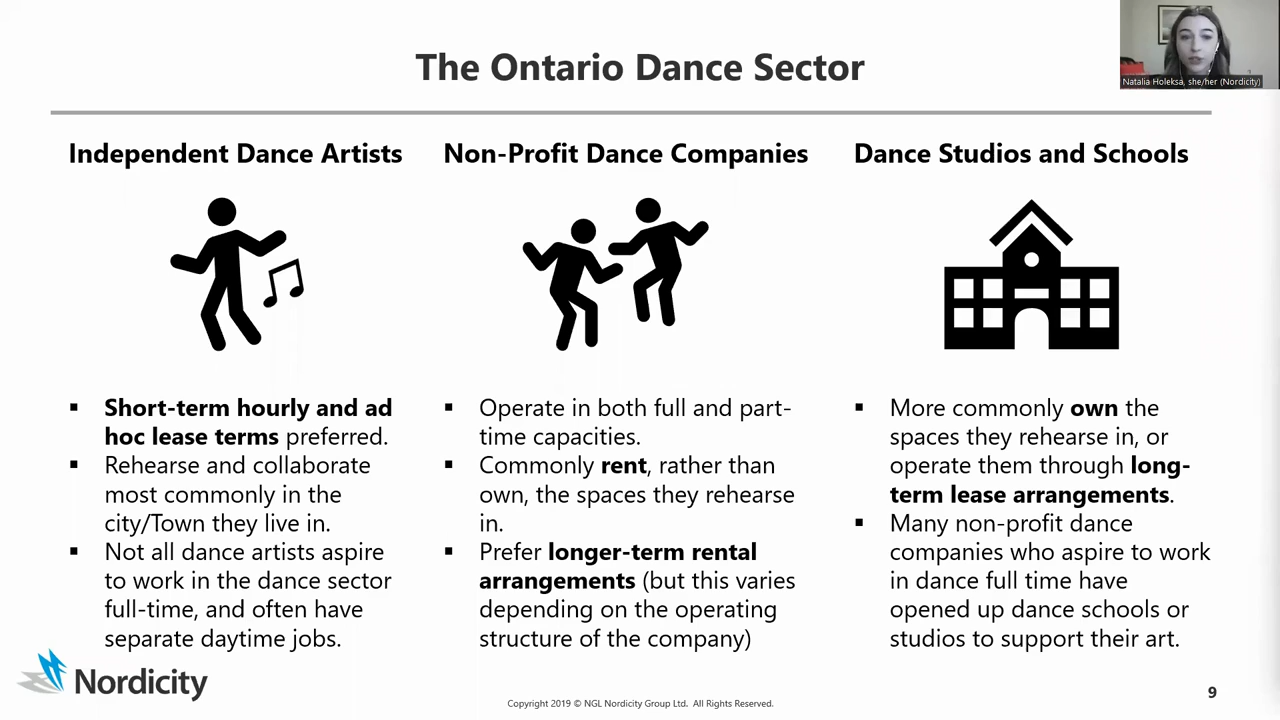 The Ontario Dance Sector
Natalia Holeksa, she/her (Nordicity)
Independent Dance Artists
▪ Short-term hourly and ad
hoc lease terms preferred.
▪ Rehearse and collaborate
most commonly in the
city/Town they live in.
▪ Not all dance artists aspire
to work in the dance sector
full-time, and often have
separate daytime jobs.
Non-Profit Dance Companies
▪ Operate in both full and part-
time capacities.
▪ Commonly rent, rather than
own, the spaces they rehearse
in.
▪ Prefer longer-term rental
arrangements (but this varies
depending on the operating
structure of the company)
Dance Studios and Schools
▪ More commonly own the
spaces they rehearse in, or
operate them through long-
term lease arrangements.
▪ Many non-profit dance
companies who aspire to work
in dance full time have
opened up dance schools or
studios to support their art.
Nordicity
Copyright 2019 © NGL Nordicity Group Ltd. All Rights Reserved.
9